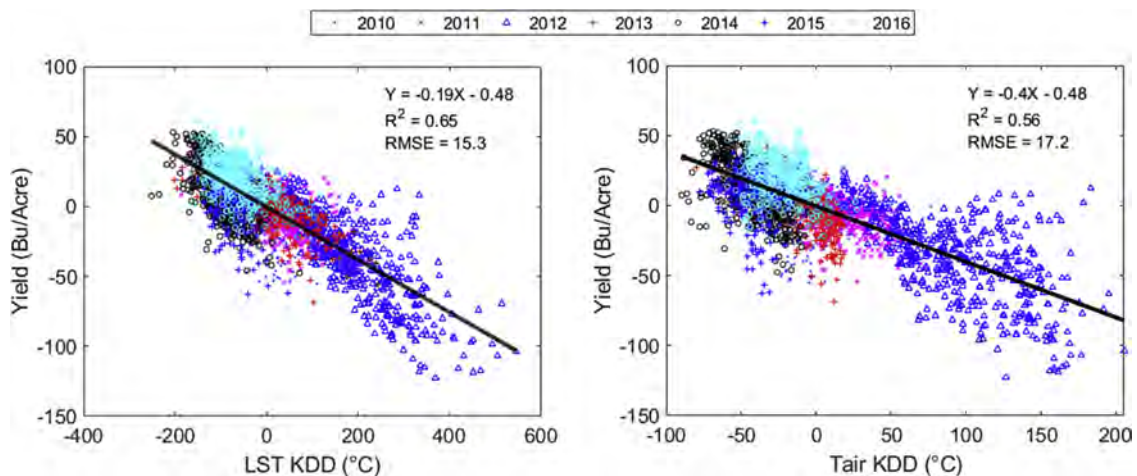 2010 2011 2012 2013 2014 2015 2016
100
50
0
-50
-100
-150
-400 -200 0 200 400 600
Yield (Bu/Acre)
LST KDD (°C)
Y = -0.19X - 0.48
R² = 0.65
RMSE = 15.3
100
50
0
-50
-100
-150
-100 -50 0 50 100 150 200
Yield (Bu/Acre)
Tair KDD (°C)
Y = -0.4X - 0.48
R² = 0.56
RMSE = 17.2